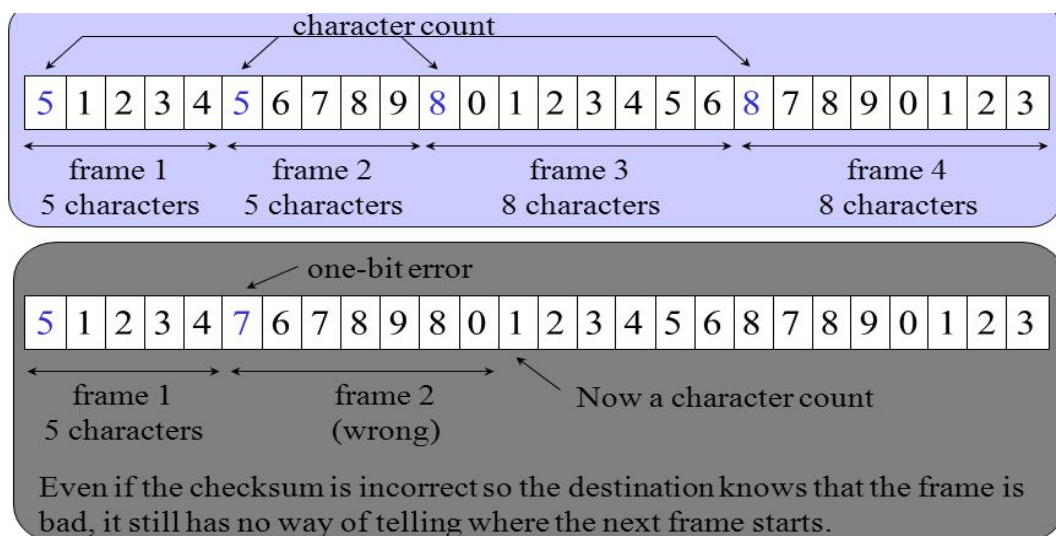 character count
5 1 2 3 4 5 6 7 8 9 8 0 1 2 3 4 5 6 8 7 8 9 0 1 2 3
frame 1 frame 2 frame 3 frame 4
5 characters 5 characters 8 characters 8 characters
one-bit error
5 1 2 3 4 7 6 7 8 9 8 0 1 2 3 4 5 6 8 7 8 9 0 1 2 3
frame 1 frame 2 Now a character count
5 characters (wrong)
Even if the checksum is incorrect so the destination knows that the frame is
bad, it still has no way of telling where the next frame starts.